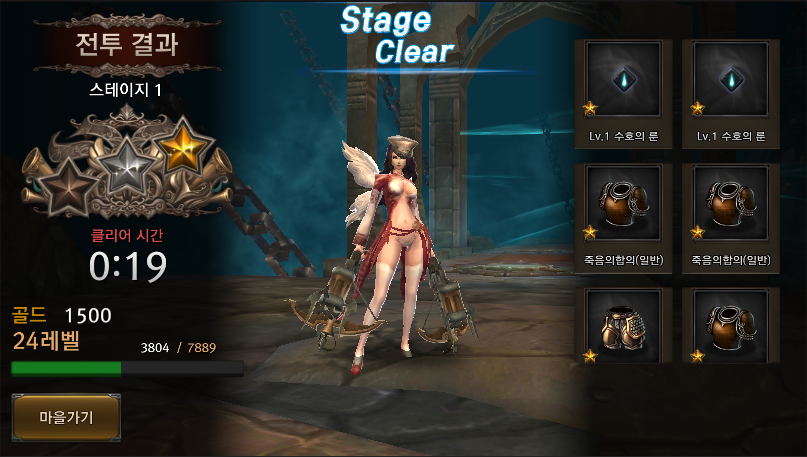 Stage
Clear
전투 결과
스테이지 1
클리어 시간
0:19
골드 1500
24레벨
3804 / 7889
마을가기
Lv.1 수호의 룬
Lv.1 수호의 룬
죽음의합의(일반)
죽음의합의(일반)